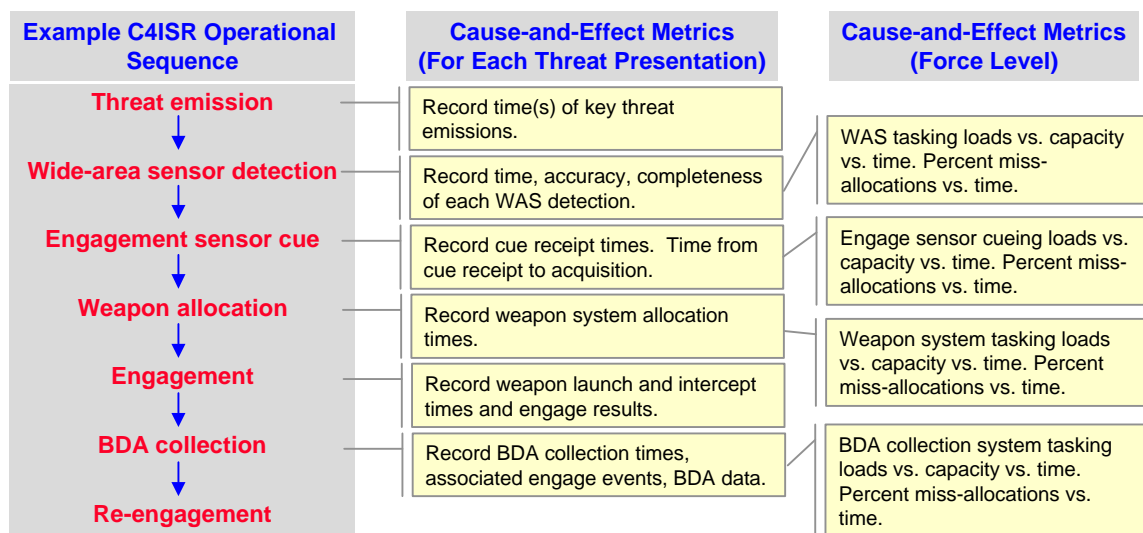 Example C4ISR Operational
Sequence
Threat emission
Wide-area sensor detection
Engagement sensor cue
Weapon allocation
Engagement
BDA collection
Re-engagement
Cause-and-Effect Metrics
(For Each Threat Presentation)
Record time(s) of key threat
emissions.
Record time, accuracy, completeness
of each WAS detection.
Record cue receipt times.  Time from
cue receipt to acquisition.
Record weapon system allocation
times.
Record weapon launch and intercept
times and engage results.
Record BDA collection times,
associated engage events, BDA data.
Cause-and-Effect Metrics
(Force Level)
WAS tasking loads vs. capacity
vs. time. Percent miss-
allocations vs. time.
Engage sensor cueing loads vs.
capacity vs. time. Percent miss-
allocations vs. time.
Weapon system tasking loads
vs. capacity vs. time. Percent
miss-allocations vs. time.
BDA collection system tasking
loads vs. capacity vs. time.
Percent miss-allocations vs.
time.